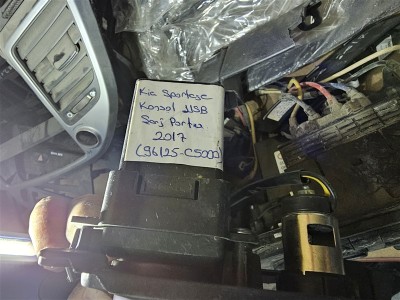 Kia Sportage
Konsol USB
Şarj Portu
2017
(96125-C5000)